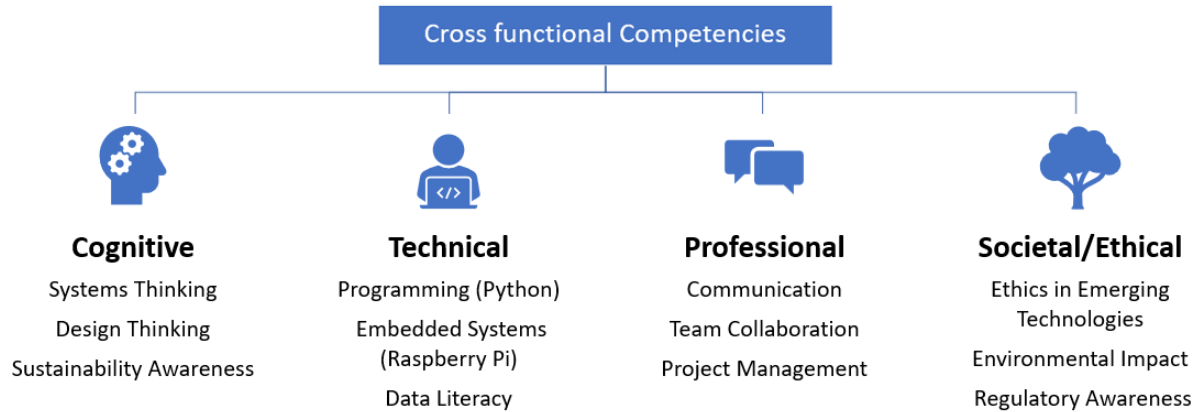 Cross functional Competencies
</>
Cognitive
Systems Thinking
Design Thinking
Sustainability Awareness
Technical
Programming (Python)
Embedded Systems
(Raspberry Pi)
Data Literacy
Professional
Communication
Team Collaboration
Project Management
Societal/Ethical
Ethics in Emerging
Technologies
Environmental Impact
Regulatory Awareness